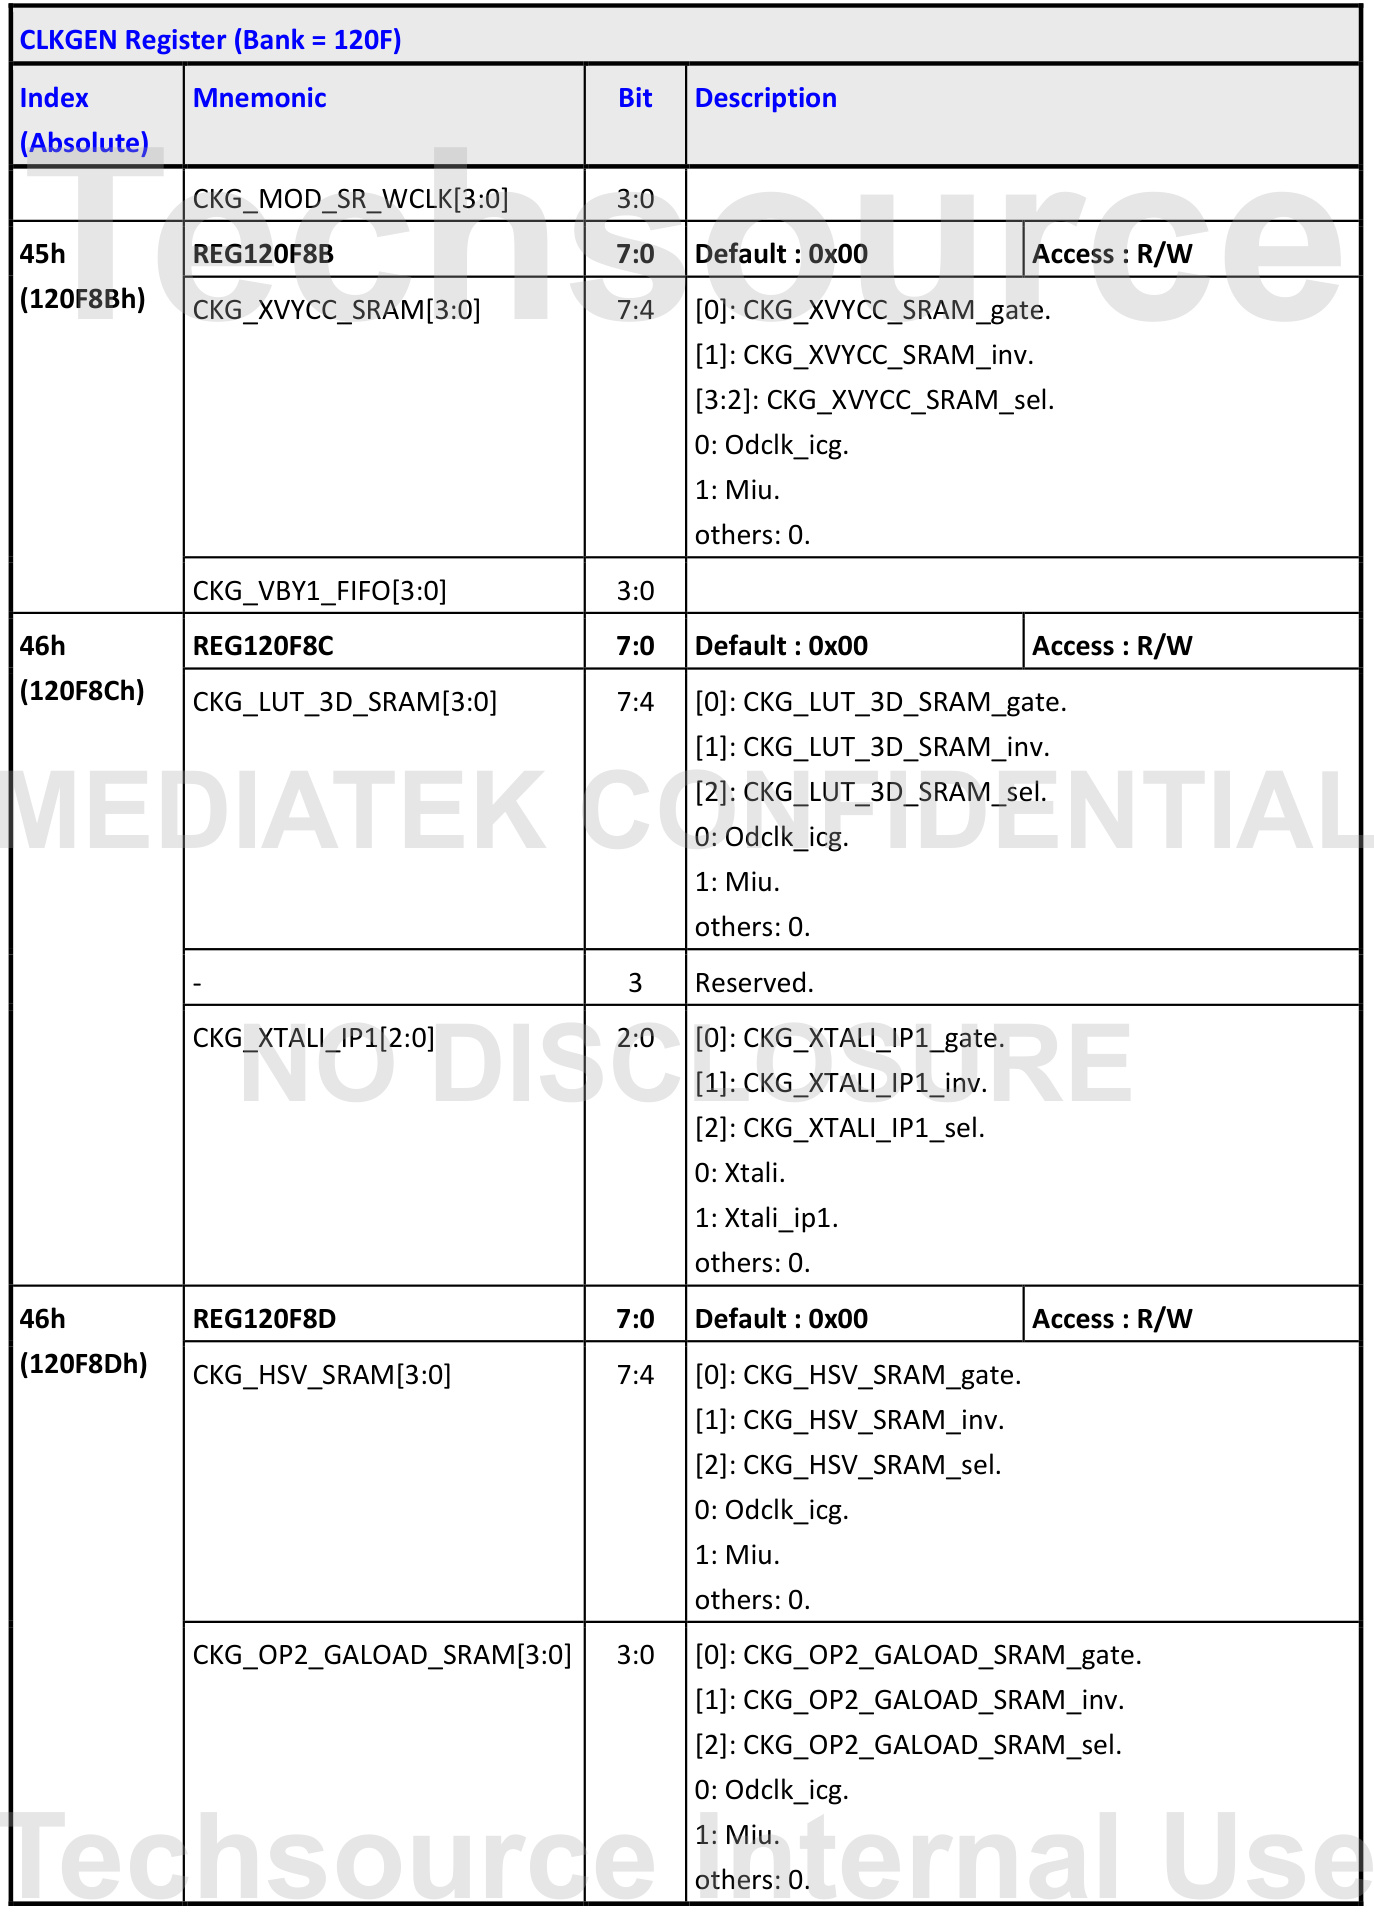 CLKGEN Register (Bank = 120F)
Index (Absolute) Mnemonic Bit Description
CKG_MOD_SR_WCLK[3:0] 3:0
45h (120F8Bh) REG120F8B 7:0 Default : 0x00 Access : R/W
CKG_XVYCC_SRAM[3:0] 7:4 [0]: CKG_XVYCC_SRAM_gate.
[1]: CKG_XVYCC_SRAM_inv.
[3:2]: CKG_XVYCC_SRAM_sel.
0: Odclk_icg.
1: Miu.
others: 0.
CKG_VBY1_FIFO[3:0] 3:0
46h (120F8Ch) REG120F8C 7:0 Default : 0x00 Access : R/W
CKG_LUT_3D_SRAM[3:0] 7:4 [0]: CKG_LUT_3D_SRAM_gate.
[1]: CKG_LUT_3D_SRAM_inv.
[2]: CKG_LUT_3D_SRAM_sel.
0: Odclk_icg.
1: Miu.
others: 0.
- 3 Reserved.
CKG_XTALI_IP1[2:0] 2:0 [0]: CKG_XTALI_IP1_gate.
[1]: CKG_XTALI_IP1_inv.
[2]: CKG_XTALI_IP1_sel.
0: Xtali.
1: Xtali_ip1.
others: 0.
46h (120F8Dh) REG120F8D 7:0 Default : 0x00 Access : R/W
CKG_HSV_SRAM[3:0] 7:4 [0]: CKG_HSV_SRAM_gate.
[1]: CKG_HSV_SRAM_inv.
[2]: CKG_HSV_SRAM_sel.
0: Odclk_icg.
1: Miu.
others: 0.
CKG_OP2_GALOAD_SRAM[3:0] 3:0 [0]: CKG_OP2_GALOAD_SRAM_gate.
[1]: CKG_OP2_GALOAD_SRAM_inv.
[2]: CKG_OP2_GALOAD_SRAM_sel.
0: Odclk_icg.
1: Miu.
others: 0.
Techsource
MEDIATEK CONFIDENTIAL
NO DISCLOSURE
Techsource Internal Use